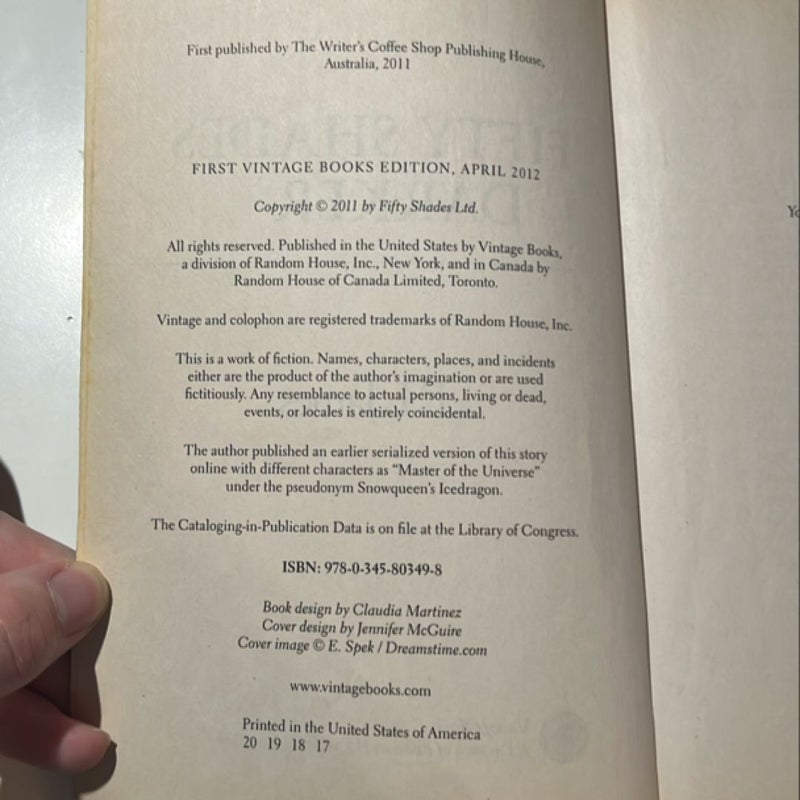 First published by The Writer's Coffee Shop Publishing House,
Australia, 2011
FIRST VINTAGE BOOKS EDITION, APRIL 2012
Copyright © 2011 by Fifty Shades Ltd.
All rights reserved. Published in the United States by Vintage Books,
a division of Random House, Inc., New York, and in Canada by
Random House of Canada Limited, Toronto.
Vintage and colophon are registered trademarks of Random House, Inc.
This is a work of fiction. Names, characters, places, and incidents
either are the product of the author's imagination or are used
fictitiously. Any resemblance to actual persons, living or dead,
events, or locales is entirely coincidental.
The author published an earlier serialized version of this story
online with different characters as "Master of the Universe"
under the pseudonym Snowqueen's Icedragon.
The Cataloging-in-Publication Data is on file at the Library of Congress.
ISBN: 978-0-345-80349-8
Book design by Claudia Martinez
Cover design by Jennifer McGuire
Cover image © E. Spek / Dreamstime.com
www.vintagebooks.com
Printed in the United States of America
20 19 18 17